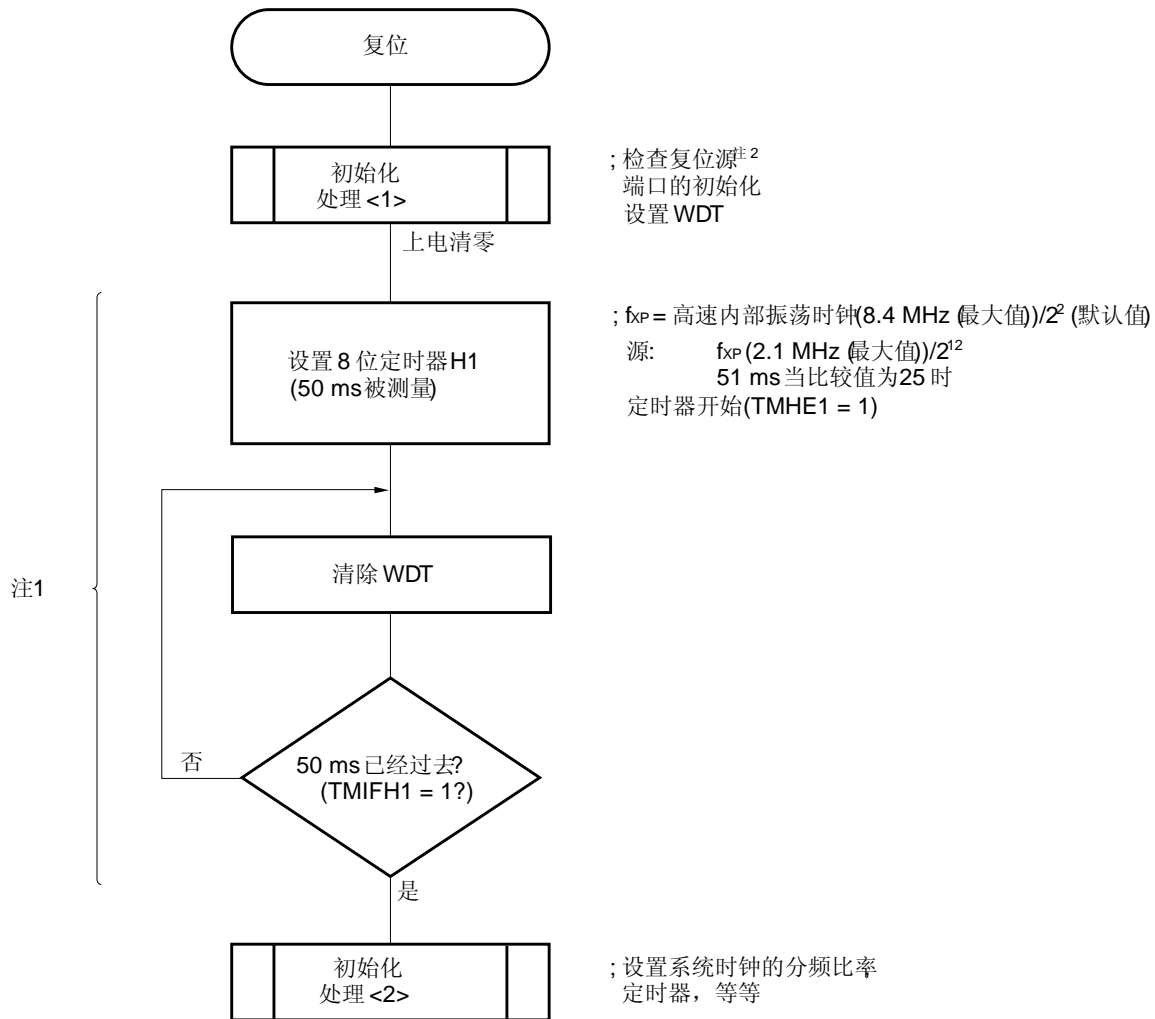 复位
初始化
处理 <1>
; 检查复位源注 2
端口的初始化
设置 WDT
上电清零
设置 8 位定时器 H1
(50 ms 被测量)
; fXP = 高速内部振荡时钟(8.4 MHz (最大值))/2² (默认值)
源: fXP (2.1 MHz (最大值))/2¹²
51 ms 当比较值为25 时
定时器开始(TMHE1 = 1)
注1
清除 WDT
否
50 ms 已经过去?
(TMIFH1 = 1?)
是
初始化
处理 <2>
; 设置系统时钟的分频比率,
定时器，等等